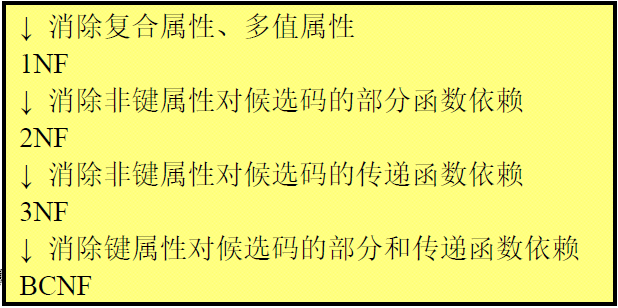 ↓ 消除复合属性、多值属性
1NF
↓ 消除非键属性对候选码的部分函数依赖
2NF
↓ 消除非键属性对候选码的传递函数依赖
3NF
↓ 消除键属性对候选码的部分和传递函数依赖
BCNF